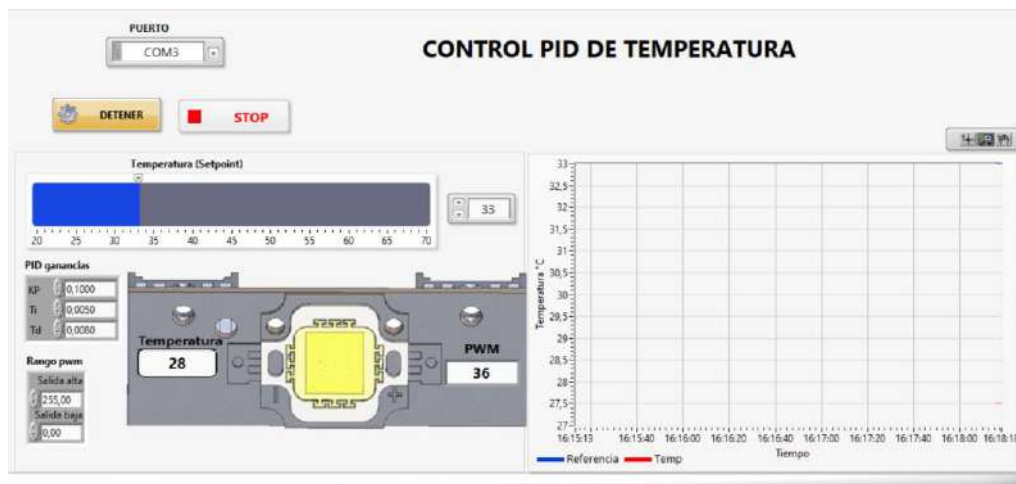 PUERTO
COM3
CONTROL PID DE TEMPERATURA
DETENER
STOP
Temperatura (Setpoint)
33
20 25 30 35 40 45 50 55 60 65 70
PID ganancias
KP 0,1000
Ti 0,0050
Td 0,0080
Rango pwm
Salida alta
255,00
Salida baja
0,00
Temperatura
28
PWM
36
Temperatura °C
33
32,5
32
31,5
31
30,5
30
29,5
29
28,5
28
27,5
27
16:15:13 16:15:40 16:16:00 16:16:20 16:16:40 16:17:00 16:17:20 16:17:40 16:18:00
Tiempo
Referencia Temp